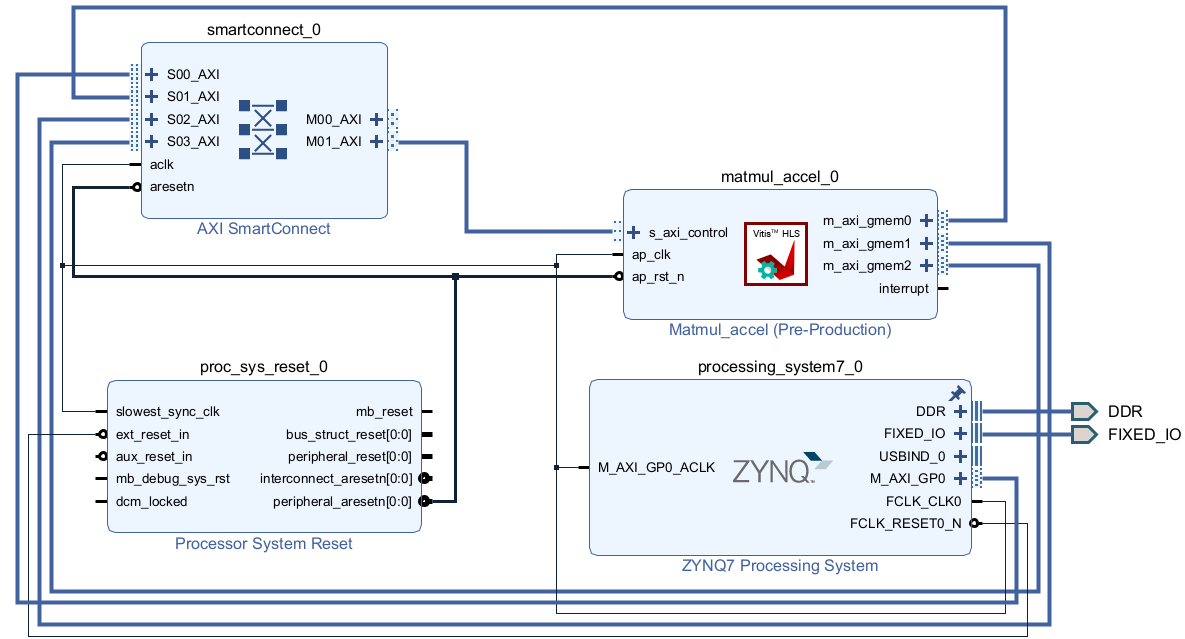 smartconnect_0
S00_AXI
S01_AXI
S02_AXI
S03_AXI
aclk
aresetn
M00_AXI
M01_AXI
AXI SmartConnect
matmul_accel_0
s_axi_control
ap_clk
ap_rst_n
Vitis™ HLS
m_axi_gmem0
m_axi_gmem1
m_axi_gmem2
interrupt
Matmul_accel (Pre-Production)
proc_sys_reset_0
slowest_sync_clk
ext_reset_in
aux_reset_in
mb_debug_sys_rst
dcm_locked
mb_reset
bus_struct_reset[0:0]
peripheral_reset[0:0]
interconnect_aresetn[0:0]
peripheral_aresetn[0:0]
Processor System Reset
processing_system7_0
M_AXI_GP0_ACLK
ZYNQ
DDR
FIXED_IO
USBIND_0
M_AXI_GP0
FCLK_CLK0
FCLK_RESET0_N
ZYNQ7 Processing System
DDR
FIXED_IO